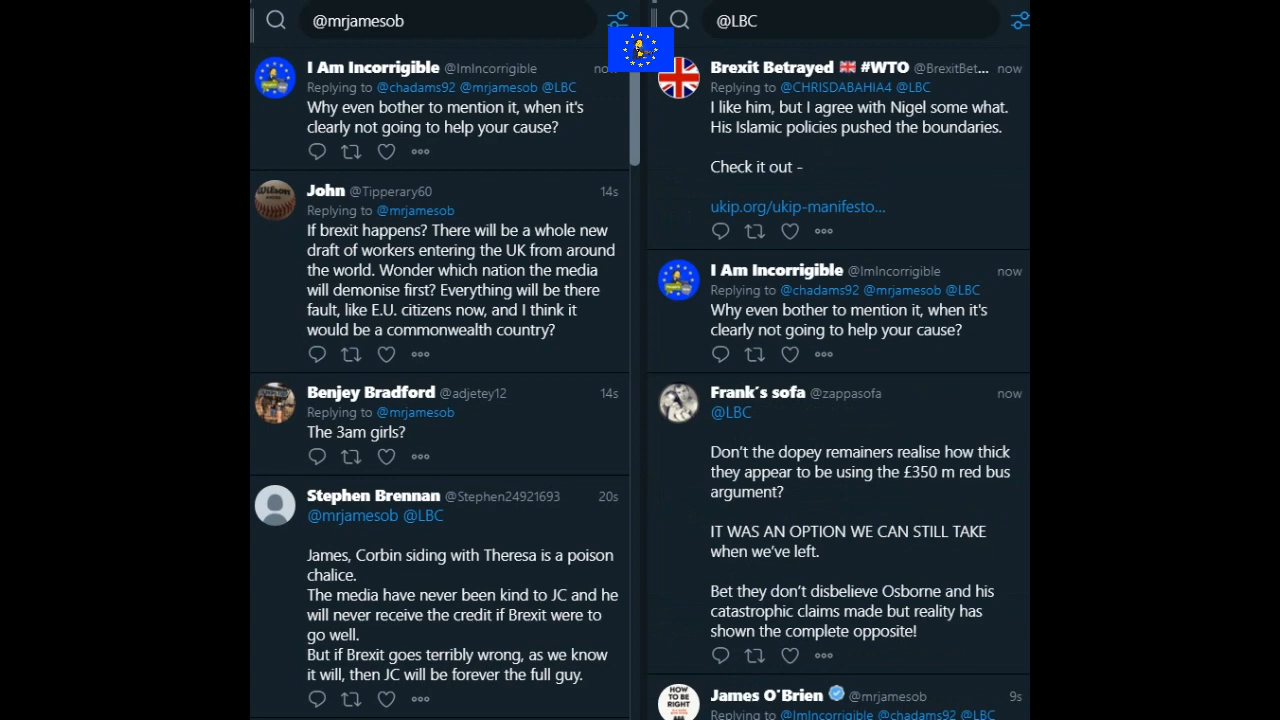 @mrjamesob
I Am Incorrigible @ImIncorrigible now
Replying to @chadams92 @mrjamesob @LBC
Why even bother to mention it, when it's
clearly not going to help your cause?
John @Tipperary60 14s
Replying to @mrjamesob
If brexit happens? There will be a whole new
draft of workers entering the UK from around
the world. Wonder which nation the media
will demonise first? Everything will be there
fault, like E.U. citizens now, and I think it
would be a commonwealth country?
Benjey Bradford @adjetey12 14s
Replying to @mrjamesob
The 3am girls?
Stephen Brennan @Stephen24921693 20s
@mrjamesob @LBC
James, Corbin siding with Theresa is a poison
chalice.
The media have never been kind to JC and he
will never receive the credit if Brexit were to
go well.
But if Brexit goes terribly wrong, as we know
it will, then JC will be forever the full guy.
@LBC
Brexit Betrayed 🇬🇧 #WTO @BrexitBet... now
Replying to @CHRISDABAHIA4 @LBC
I like him, but I agree with Nigel some what.
His Islamic policies pushed the boundaries.
Check it out -
ukip.org/ukip-manifesto...
I Am Incorrigible @ImIncorrigible now
Replying to @chadams92 @mrjamesob @LBC
Why even bother to mention it, when it's
clearly not going to help your cause?
Frank´s sofa @zappasofa now
@LBC
Don't the dopey remainers realise how thick
they appear to be using the £350 m red bus
argument?
IT WAS AN OPTION WE CAN STILL TAKE
when we've left.
Bet they don't disbelieve Osborne and his
catastrophic claims made but reality has
shown the complete opposite!
HOW
TO BE
RIGHT
James O'Brien @mrjamesob 9s
Replying to @ImIncorrigible @chadams92 @LBC